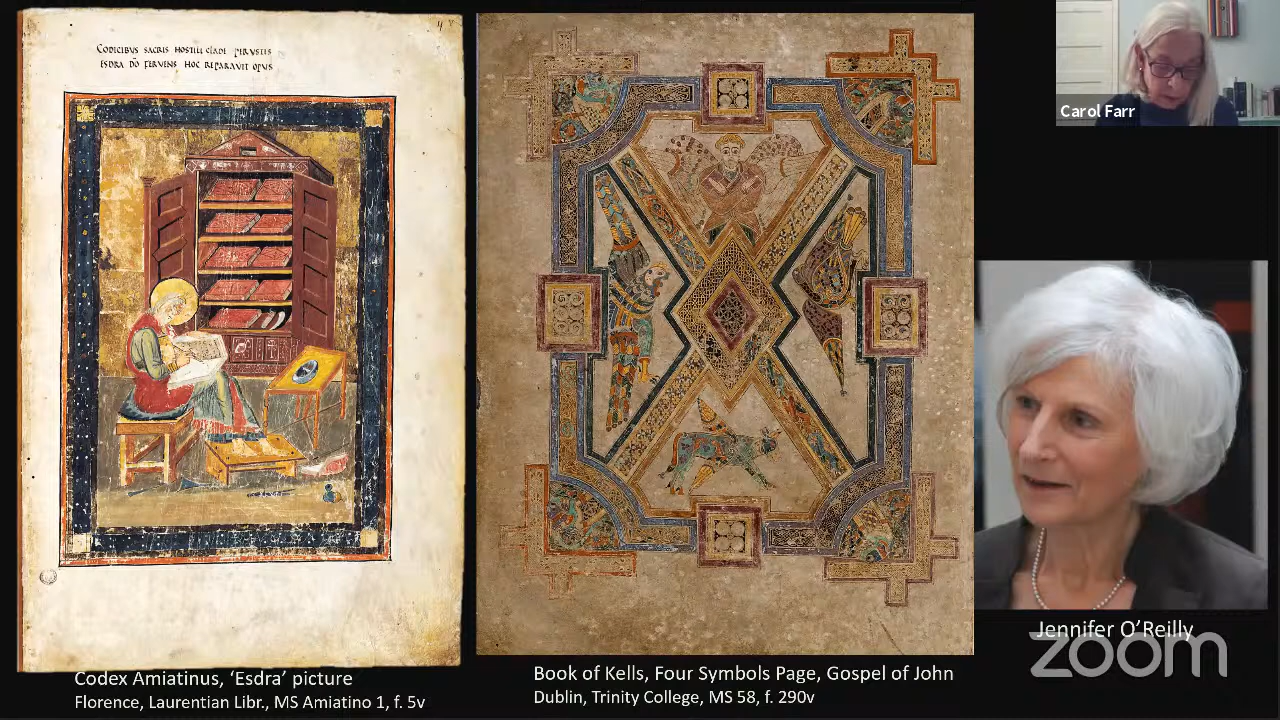 CODICIBUS SACRIS HOSTILI CLADE PERUSTIS
ESDRA DŌ FERVENS HOC REPARAVIT OPUS
Carol Farr
Codex Amiatinus, ‘Esdra’ picture
Florence, Laurentian Libr., MS Amiatino 1, f. 5v
Book of Kells, Four Symbols Page, Gospel of John
Dublin, Trinity College, MS 58, f. 290v
Jennifer O’Reilly
zoom